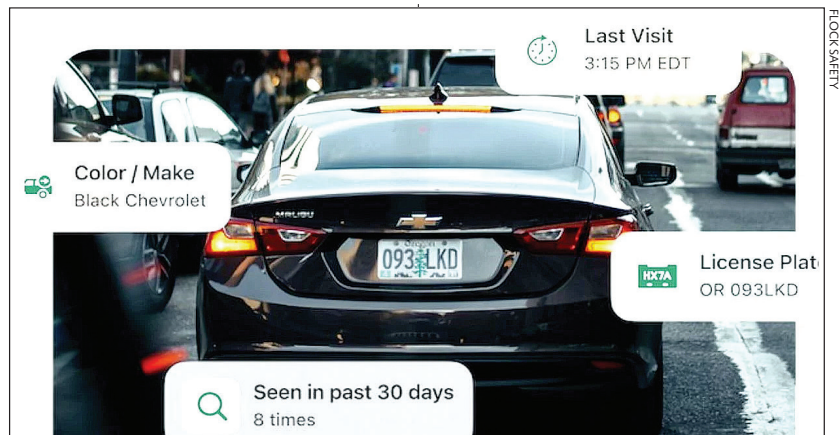 FLOCK SAFETY
Last Visit
3:15 PM EDT
Color / Make
Black Chevrolet
MALIBU
Oregon
093 LKD
HX7A
License Plat
OR 093LKD
Seen in past 30 days
8 times